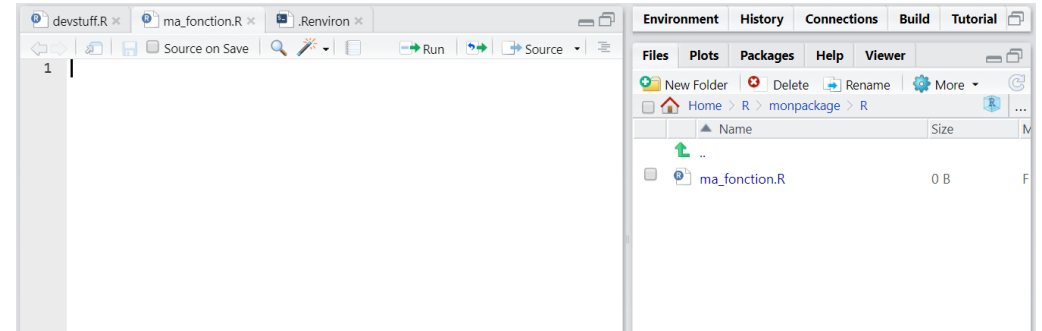 devstuff.R ma_fonction.R .Renviron
Source on Save Run Source
1
Environment History Connections Build Tutorial
Files Plots Packages Help Viewer
New Folder Delete Rename More
Home > R > monpackage > R ...
Name Size
..
ma_fonction.R 0 B